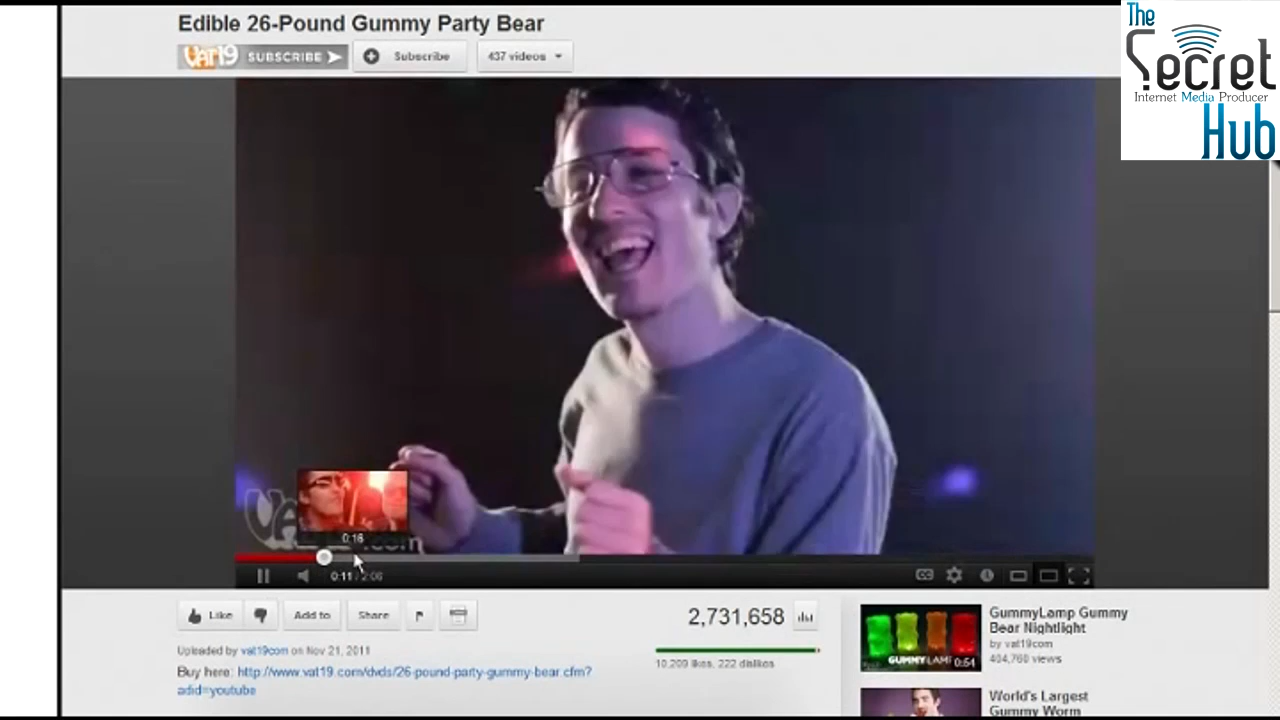 Edible 26-Pound Gummy Party Bear
VAT19 SUBSCRIBE
Subscribe
437 videos
The
Secret
Internet Media Producer
Hub
0:16
.com
0:11 / 2:06
Like
Add to
Share
2,731,658
Uploaded by vat19com on Nov 21, 2011
10,209 likes, 222 dislikes
Buy here: http://www.vat19.com/dvds/26-pound-party-gummy-bear.cfm?
adid=youtube
GUMMYLAMP
0:54
GummyLamp Gummy
Bear Nightlight
by vat19com
404,760 views
World's Largest
Gummy Worm